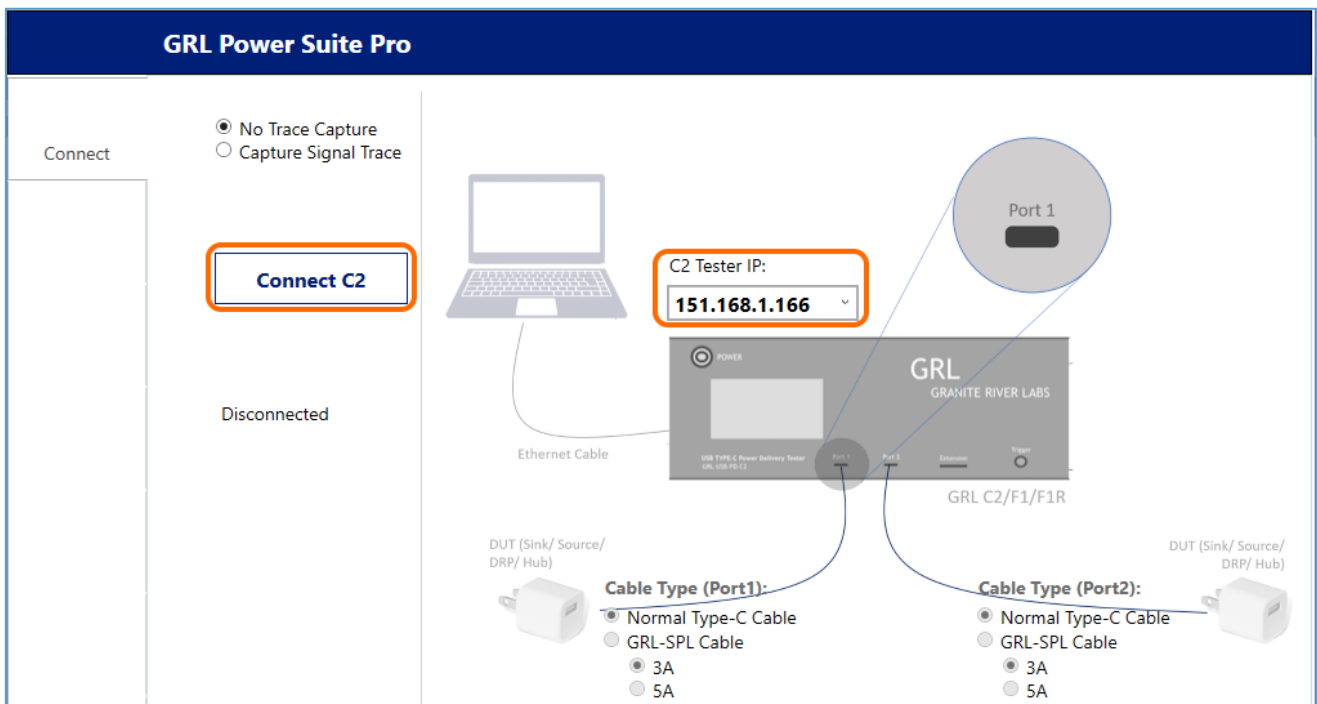 GRL Power Suite Pro
Connect
No Trace Capture
Capture Signal Trace
Connect C2
Disconnected
Port 1
C2 Tester IP:
151.168.1.166
POWER
GRL
GRANITE RIVER LABS
USB TYPE-C Power Delivery Tester
GRL-USB-PD-C2
Port 1
Port 2
Extension
Trigger
Ethernet Cable
GRL C2/F1/F1R
DUT (Sink/ Source/
DRP/ Hub)
DUT (Sink/ Source/
DRP/ Hub)
Cable Type (Port1):
Normal Type-C Cable
GRL-SPL Cable
3A
5A
Cable Type (Port2):
Normal Type-C Cable
GRL-SPL Cable
3A
5A